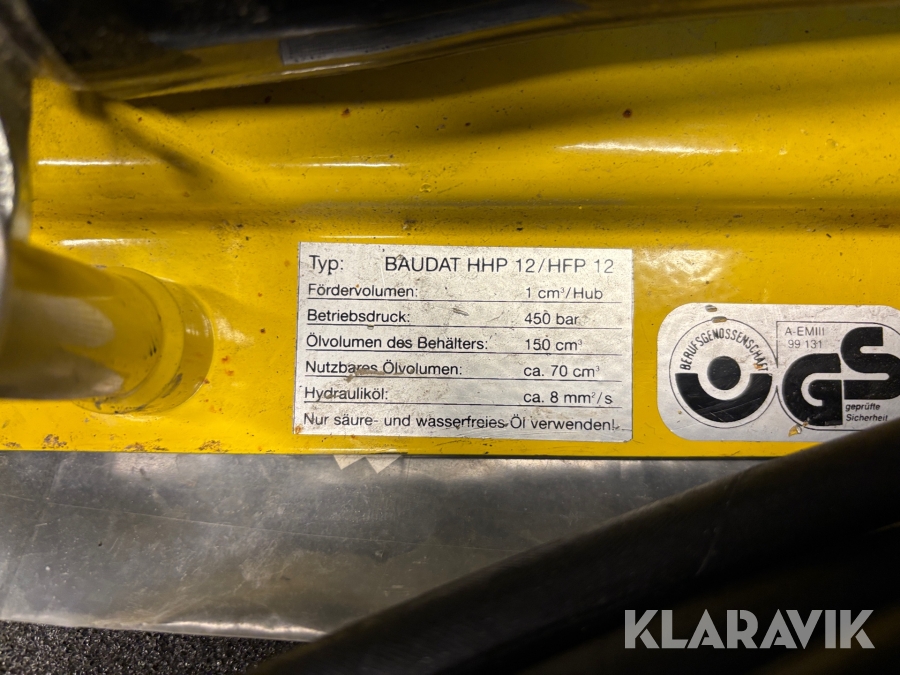 Typ: BAUDAT HHP 12/HFP 12
Fördervolumen: 1 cm³/Hub
Betriebsdruck: 450 bar
Ölvolumen des Behälters: 150 cm³
Nutzbares Ölvolumen: ca. 70 cm³
Hydrauliköl: ca. 8 mm²/s
Nur säure- und wasserfreies Öl verwenden!
BERUFSGENOSSENSCHAFT
A-EMIII
99 131
GS
geprüfte
Sicherheit
KLARAVIK